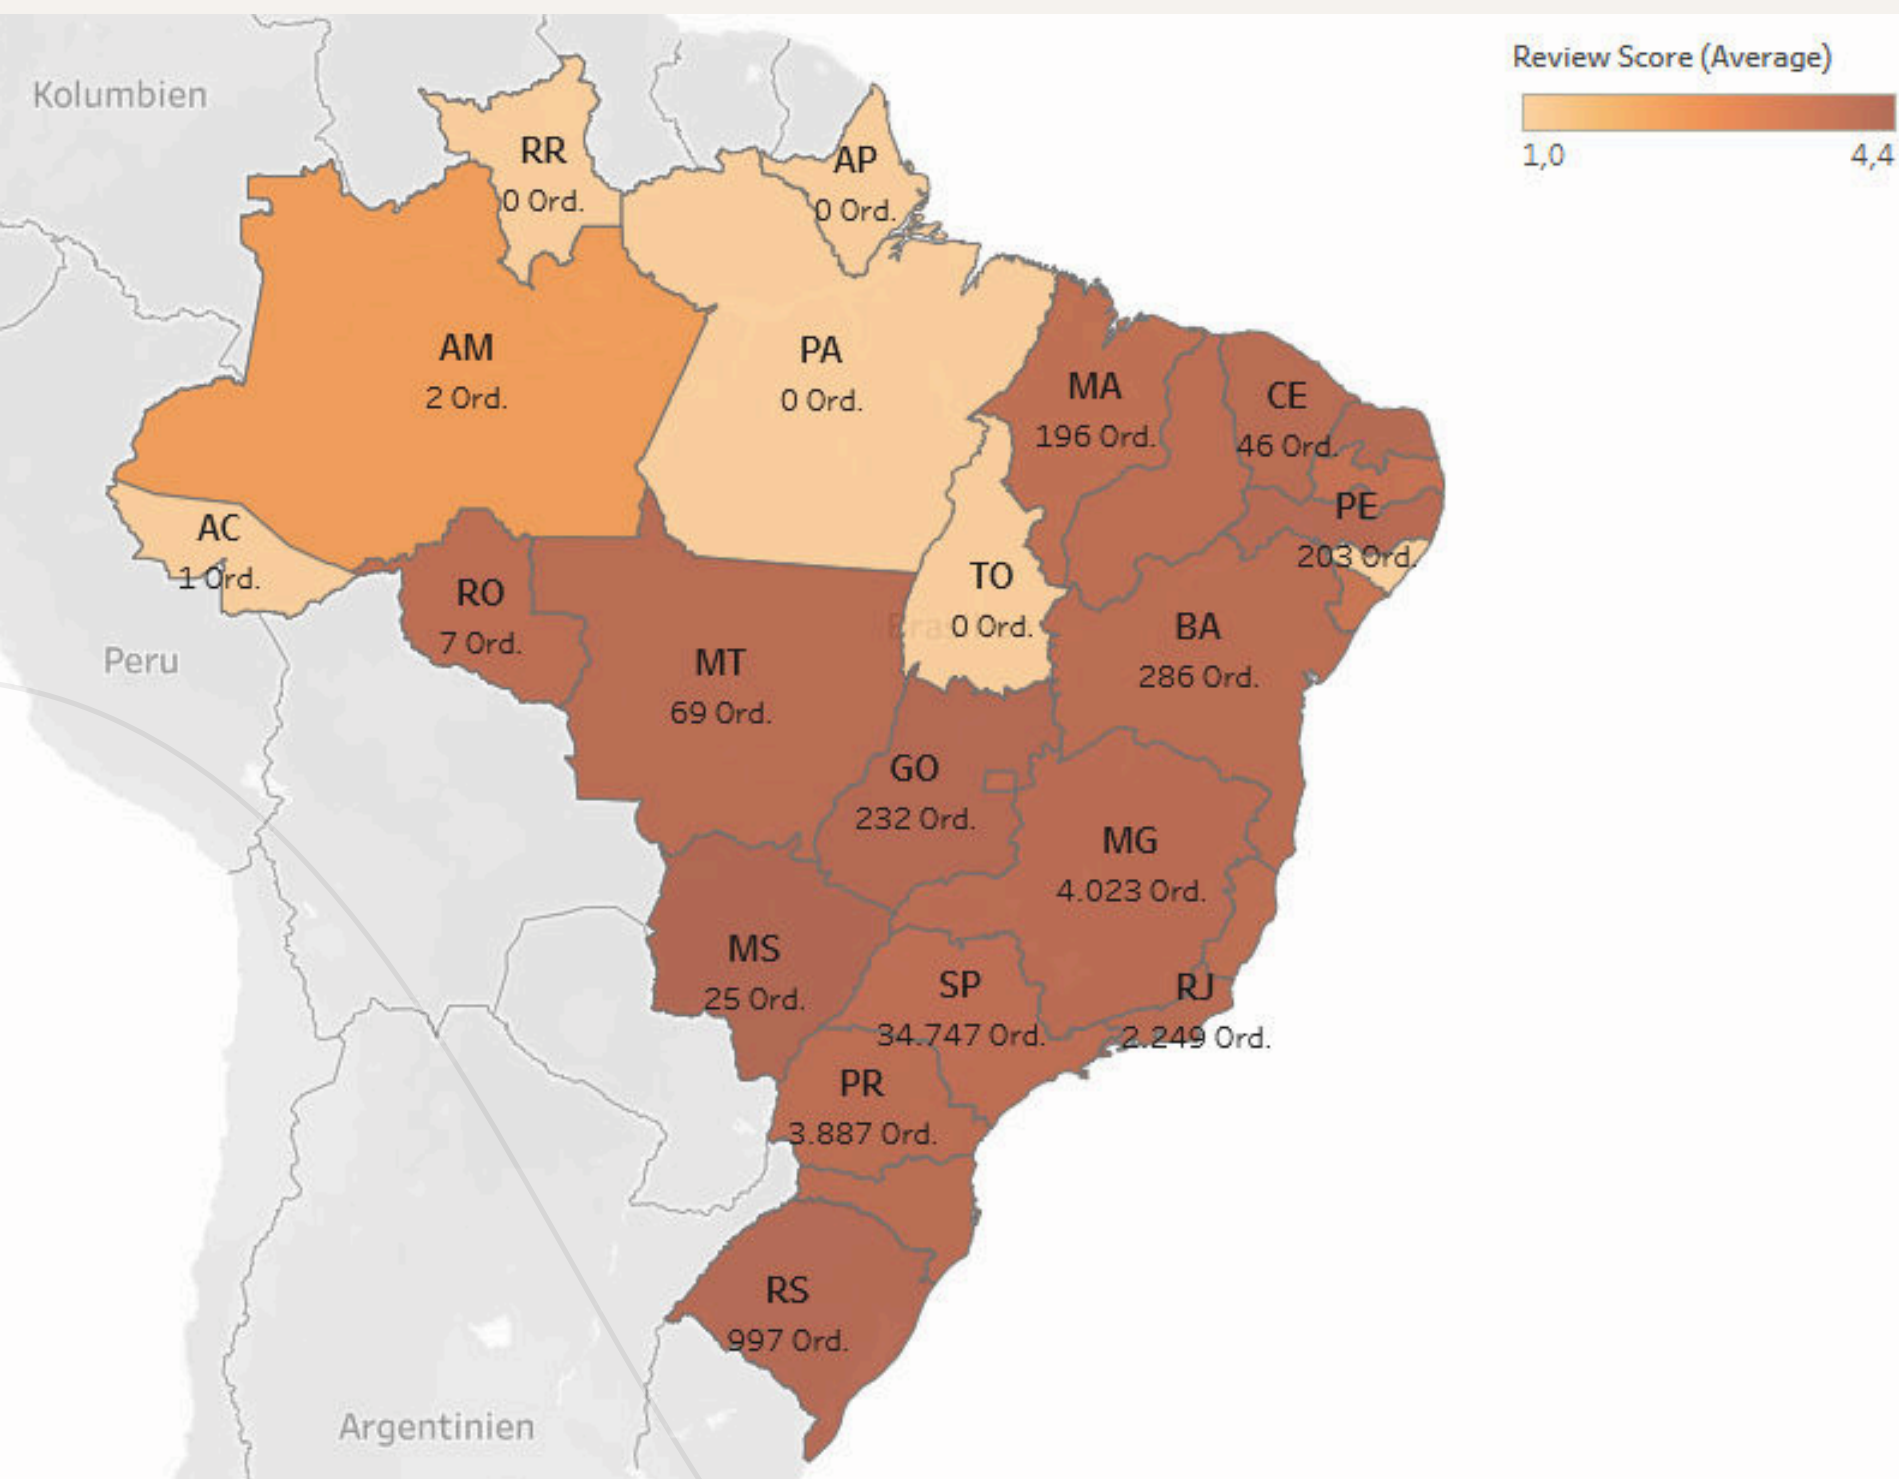 Review Score (Average)
1,0
4,4
Kolumbien
RR
0 Ord.
AP
0 Ord.
AM
2 Ord.
PA
0 Ord.
MA
196 Ord.
CE
46 Ord.
PE
203 Ord.
AC
1 Ord.
RO
7 Ord.
TO
0 Ord.
BA
286 Ord.
Peru
MT
69 Ord.
GO
232 Ord.
MG
4.023 Ord.
MS
25 Ord.
SP
34.747 Ord.
RJ
2.249 Ord.
PR
3.887 Ord.
RS
997 Ord.
Argentinien